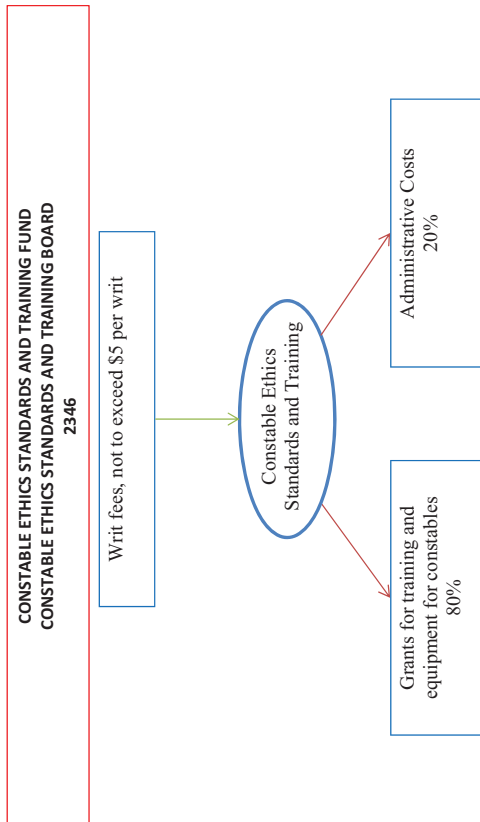 CONSTABLE ETHICS STANDARDS AND TRAINING FUND
CONSTABLE ETHICS STANDARDS AND TRAINING BOARD
2346
Writ fees, not to exceed $5 per writ
Constable Ethics
Standards and Training
Grants for training and
equipment for constables
80%
Administrative Costs
20%